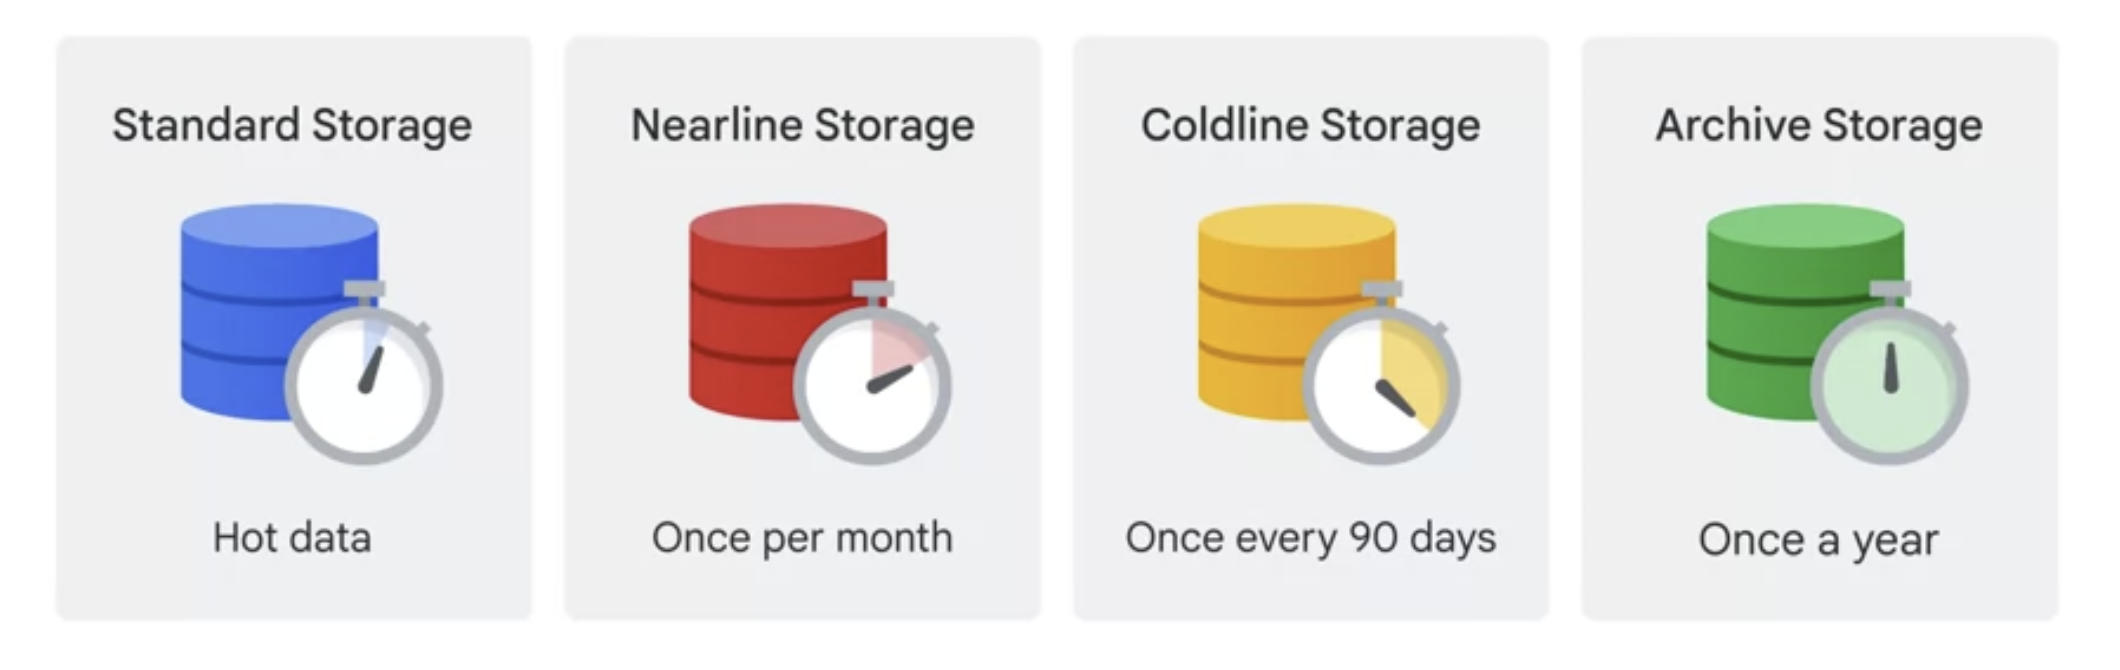 Standard Storage
Nearline Storage
Coldline Storage
Archive Storage
Hot data
Once per month
Once every 90 days
Once a year